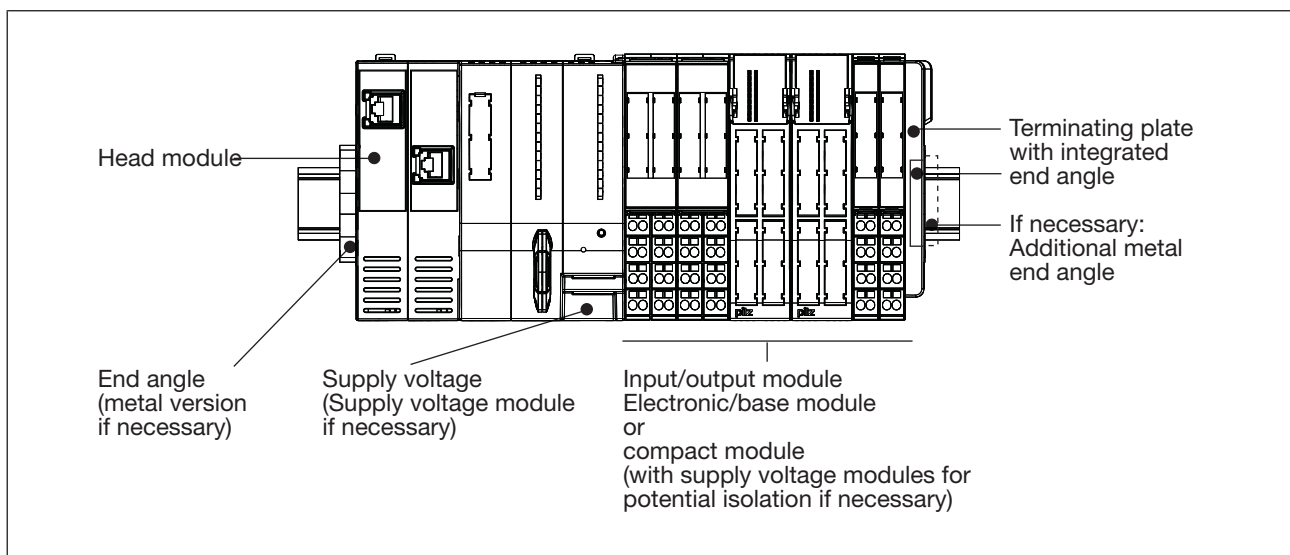 Head module
Terminating plate
with integrated
end angle
If necessary:
Additional metal
end angle
pilz
pilz
End angle
(metal version
if necessary)
Supply voltage
(Supply voltage module
if necessary)
Input/output module
Electronic/base module
or
compact module
(with supply voltage modules for
potential isolation if necessary)